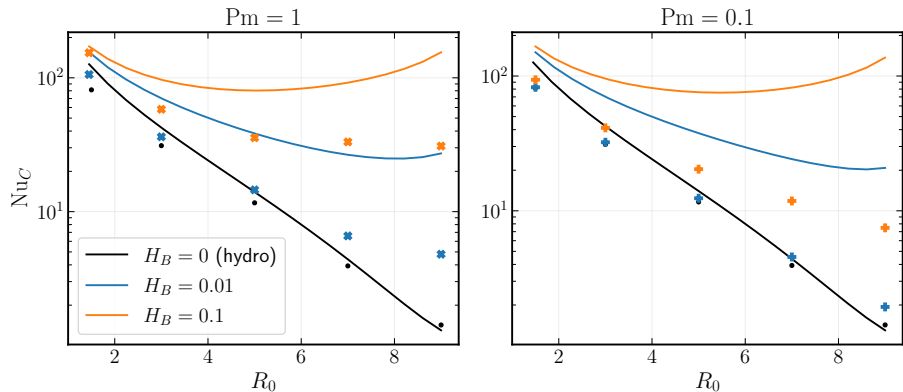 Pm = 1
Pm = 0.1
Nu_C
10^2
10^1
H_B = 0 (hydro)
H_B = 0.01
H_B = 0.1
2 4 6 8
R_0
10^2
10^1
2 4 6 8
R_0